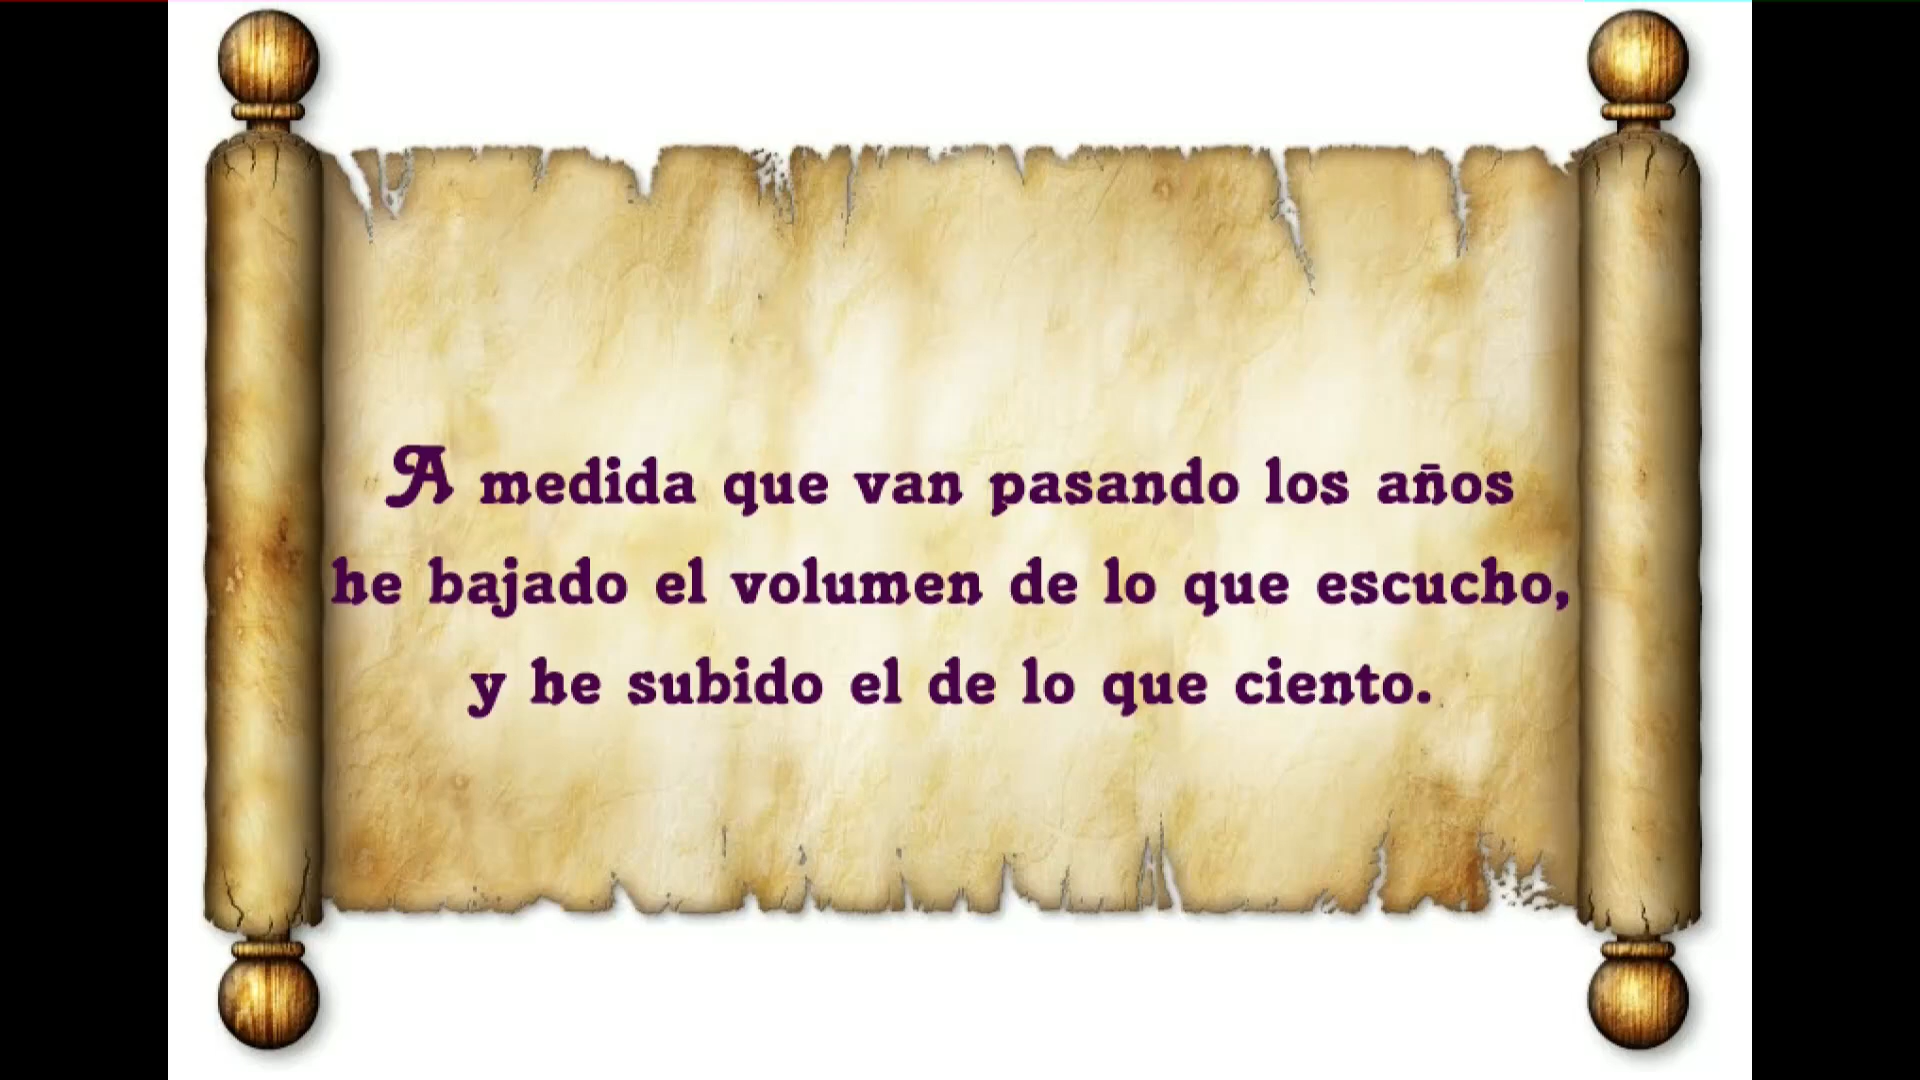 A medida que van pasando los años
he bajado el volumen de lo que escucho,
y he subido el de lo que ciento.